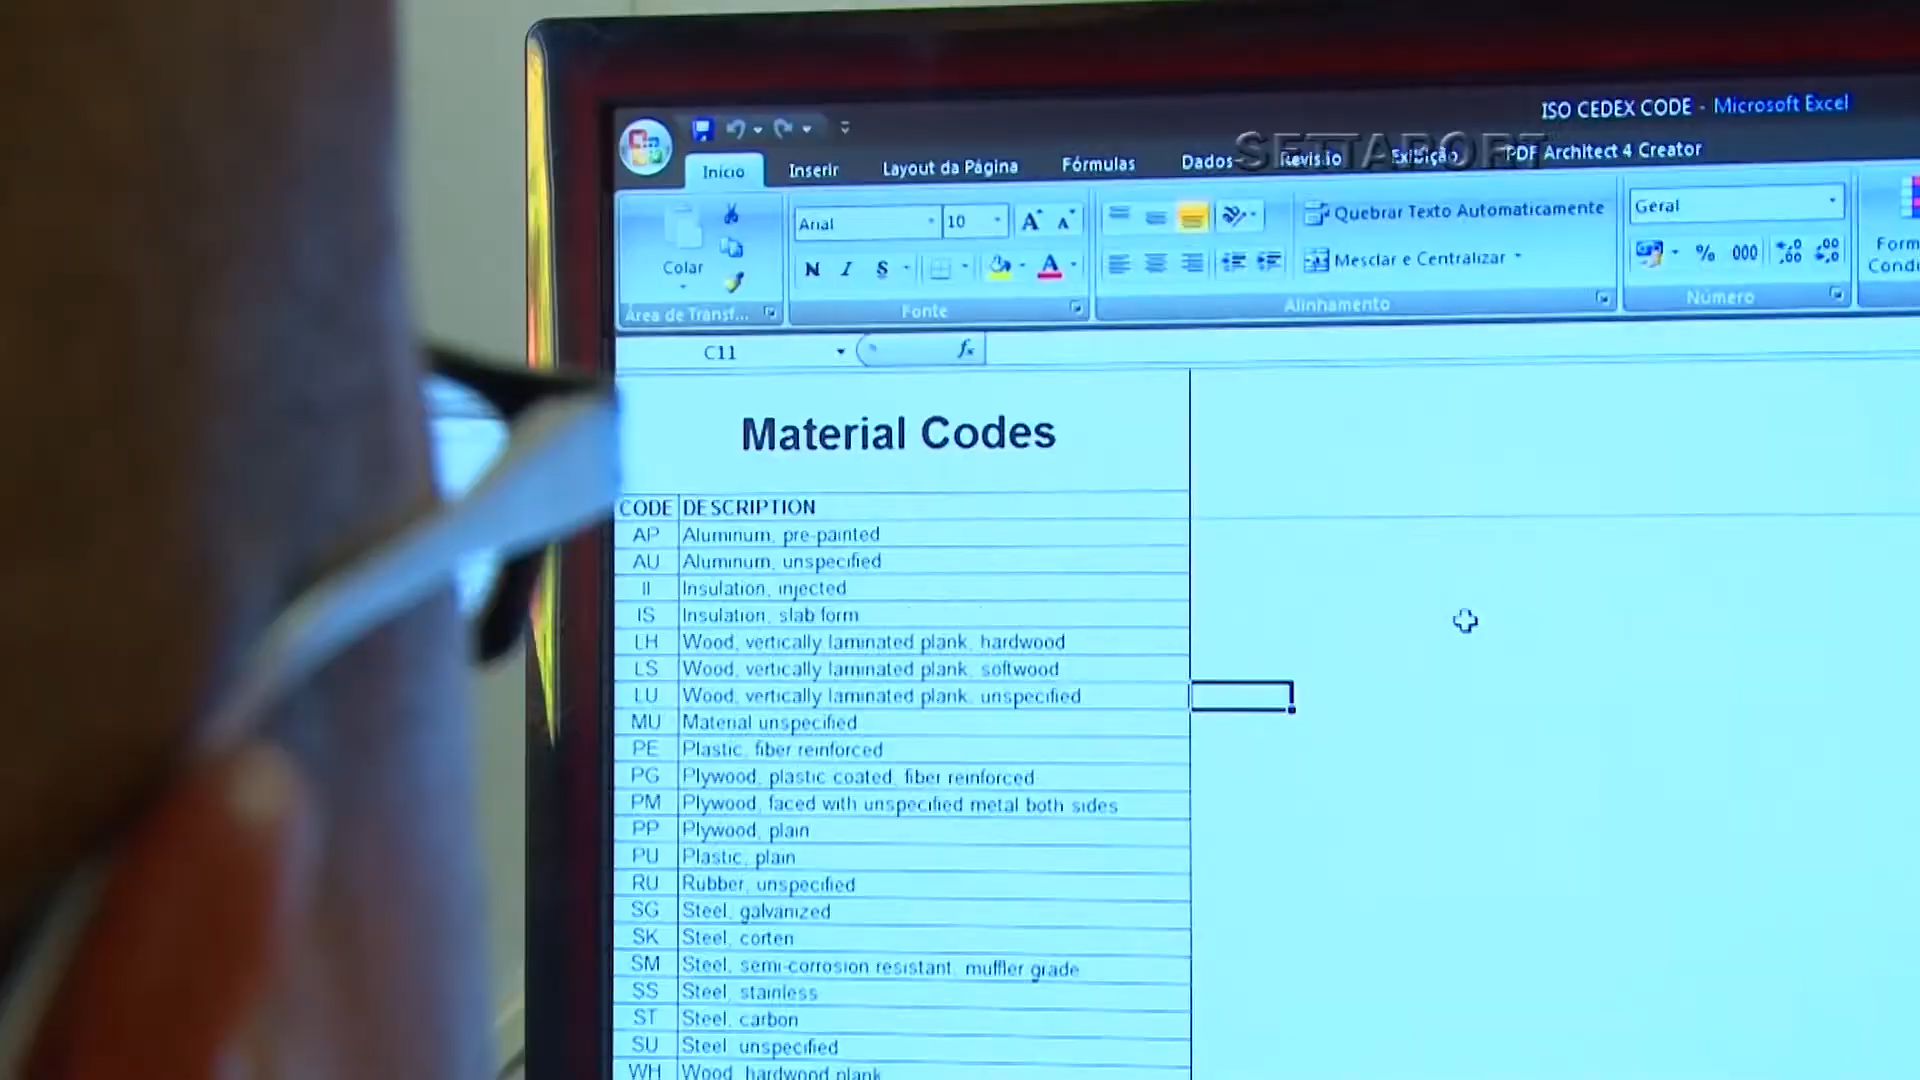 ISO CEDEX CODE - Microsoft Excel
SETTAPORT
Início Inserir Layout da Página Fórmulas Dados Revisão Exibição PDF Architect 4 Creator
Arial 10 Quebrar Texto Automaticamente Geral
Colar N I S Mesclar e Centralizar % 000 Form
Condi
Área de Transf... Fonte Alinhamento Número
C11 fx
Material Codes
CODE DESCRIPTION
AP Aluminum, pre-painted
AU Aluminum, unspecified
II Insulation, injected
IS Insulation, slab form
LH Wood, vertically laminated plank, hardwood
LS Wood, vertically laminated plank, softwood
LU Wood, vertically laminated plank, unspecified
MU Material unspecified
PE Plastic, fiber reinforced
PG Plywood, plastic coated, fiber reinforced
PM Plywood, faced with unspecified metal both sides
PP Plywood, plain
PU Plastic, plain
RU Rubber, unspecified
SG Steel, galvanized
SK Steel, corten
SM Steel, semi-corrosion resistant, muffler grade
SS Steel, stainless
ST Steel, carbon
SU Steel unspecified
WH Wood, hardwood plank